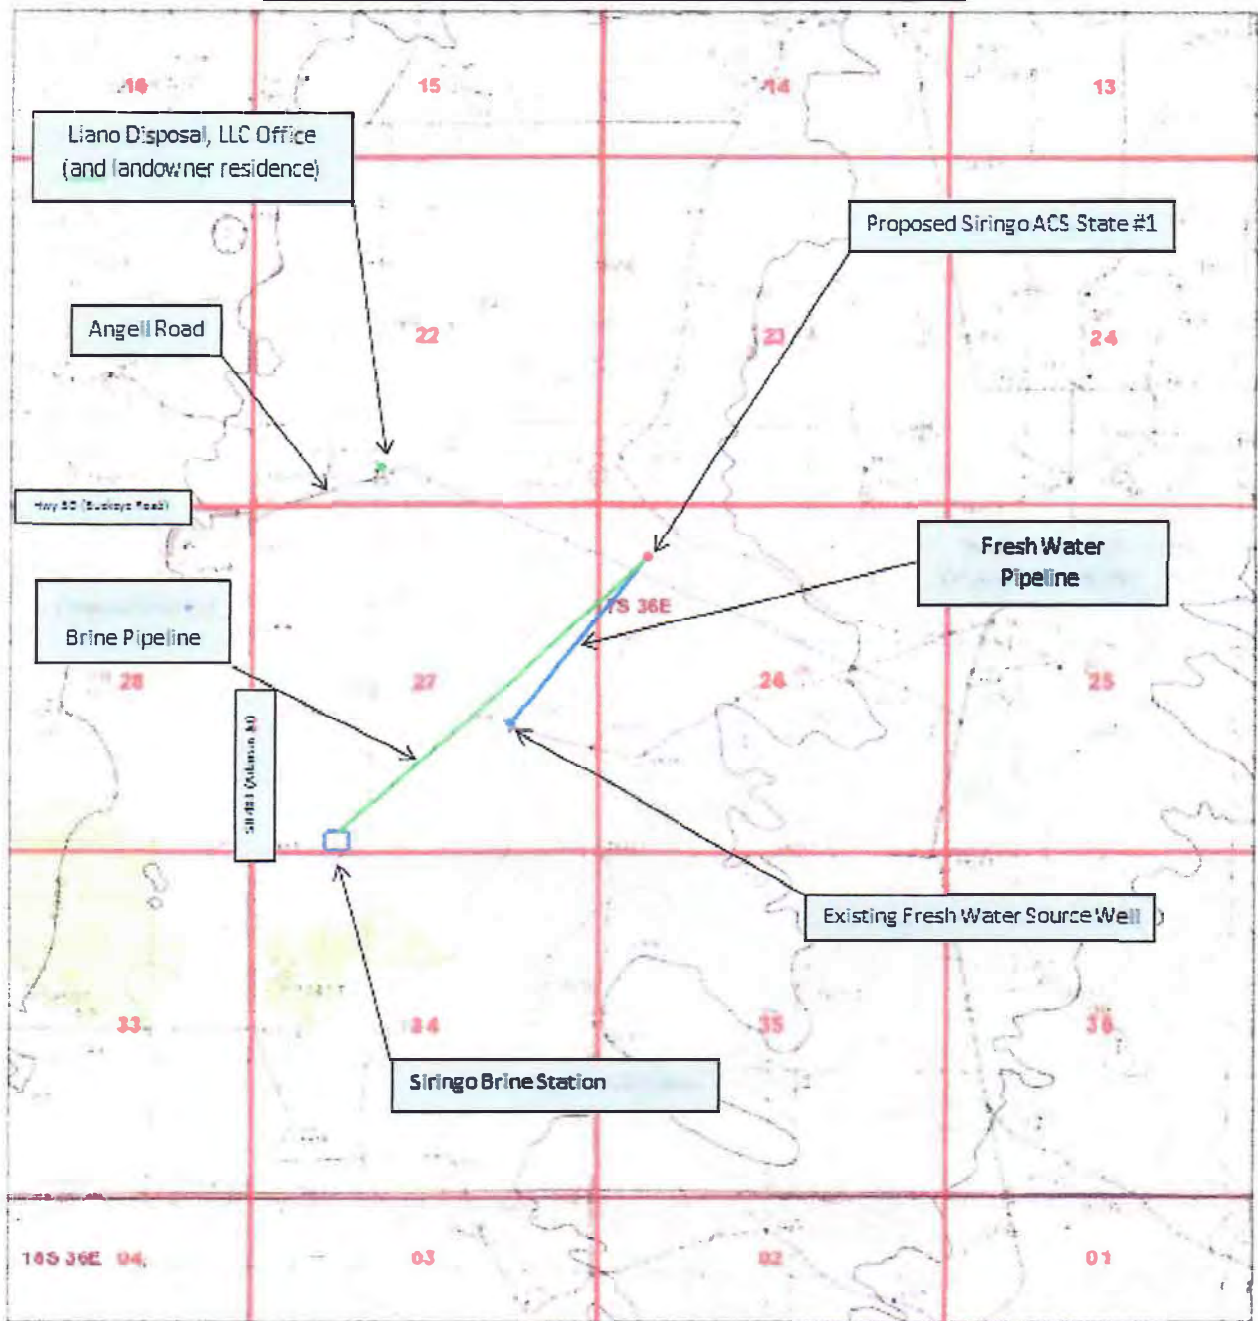 16 15 14 13
Llano Disposal, LLC Office
(and landowner residence)
Proposed Siringo ACS State #1
Angell Road
22 23 24
Fresh Water
Pipeline
7S 36E
Brine Pipeline
28 27 26 25
Existing Fresh Water Source Well
33 34 35 36
Siringo Brine Station
18S 36E 04 03 02 01